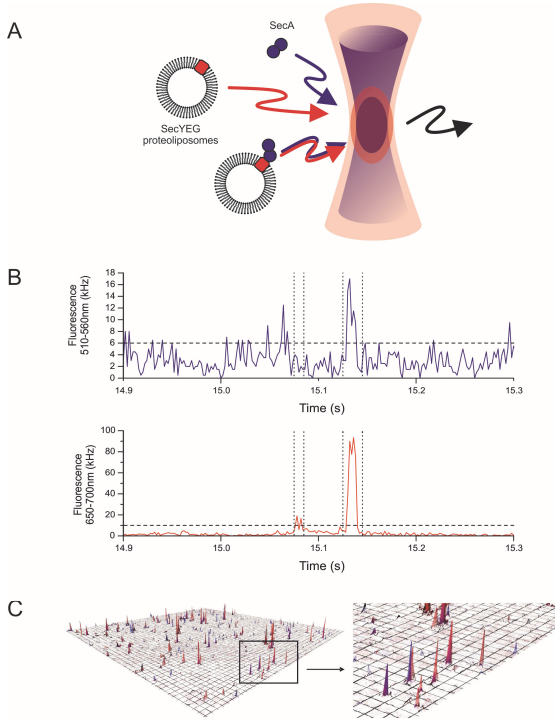 A
SecA
SecYEG
proteoliposomes
B
Fluorescence
510-560nm (kHz)
18
16
14
12
10
8
6
4
2
0
14.9
15.0
15.1
15.2
15.3
Time (s)
Fluorescence
650-700nm (kHz)
100
80
60
40
20
0
14.9
15.0
15.1
15.2
15.3
Time (s)
C